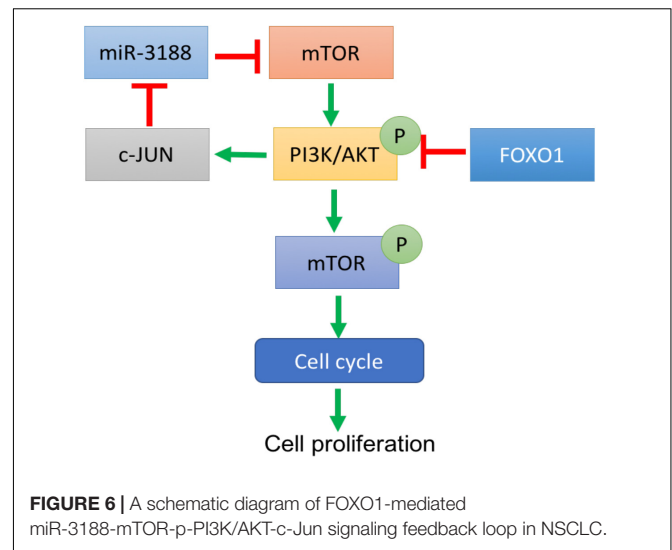 miR-3188
mTOR
c-JUN
PI3K/AKT
P
FOXO1
mTOR
P
Cell cycle
Cell proliferation
FIGURE 6 | A schematic diagram of FOXO1-mediated
miR-3188-mTOR-p-PI3K/AKT-c-Jun signaling feedback loop in NSCLC.